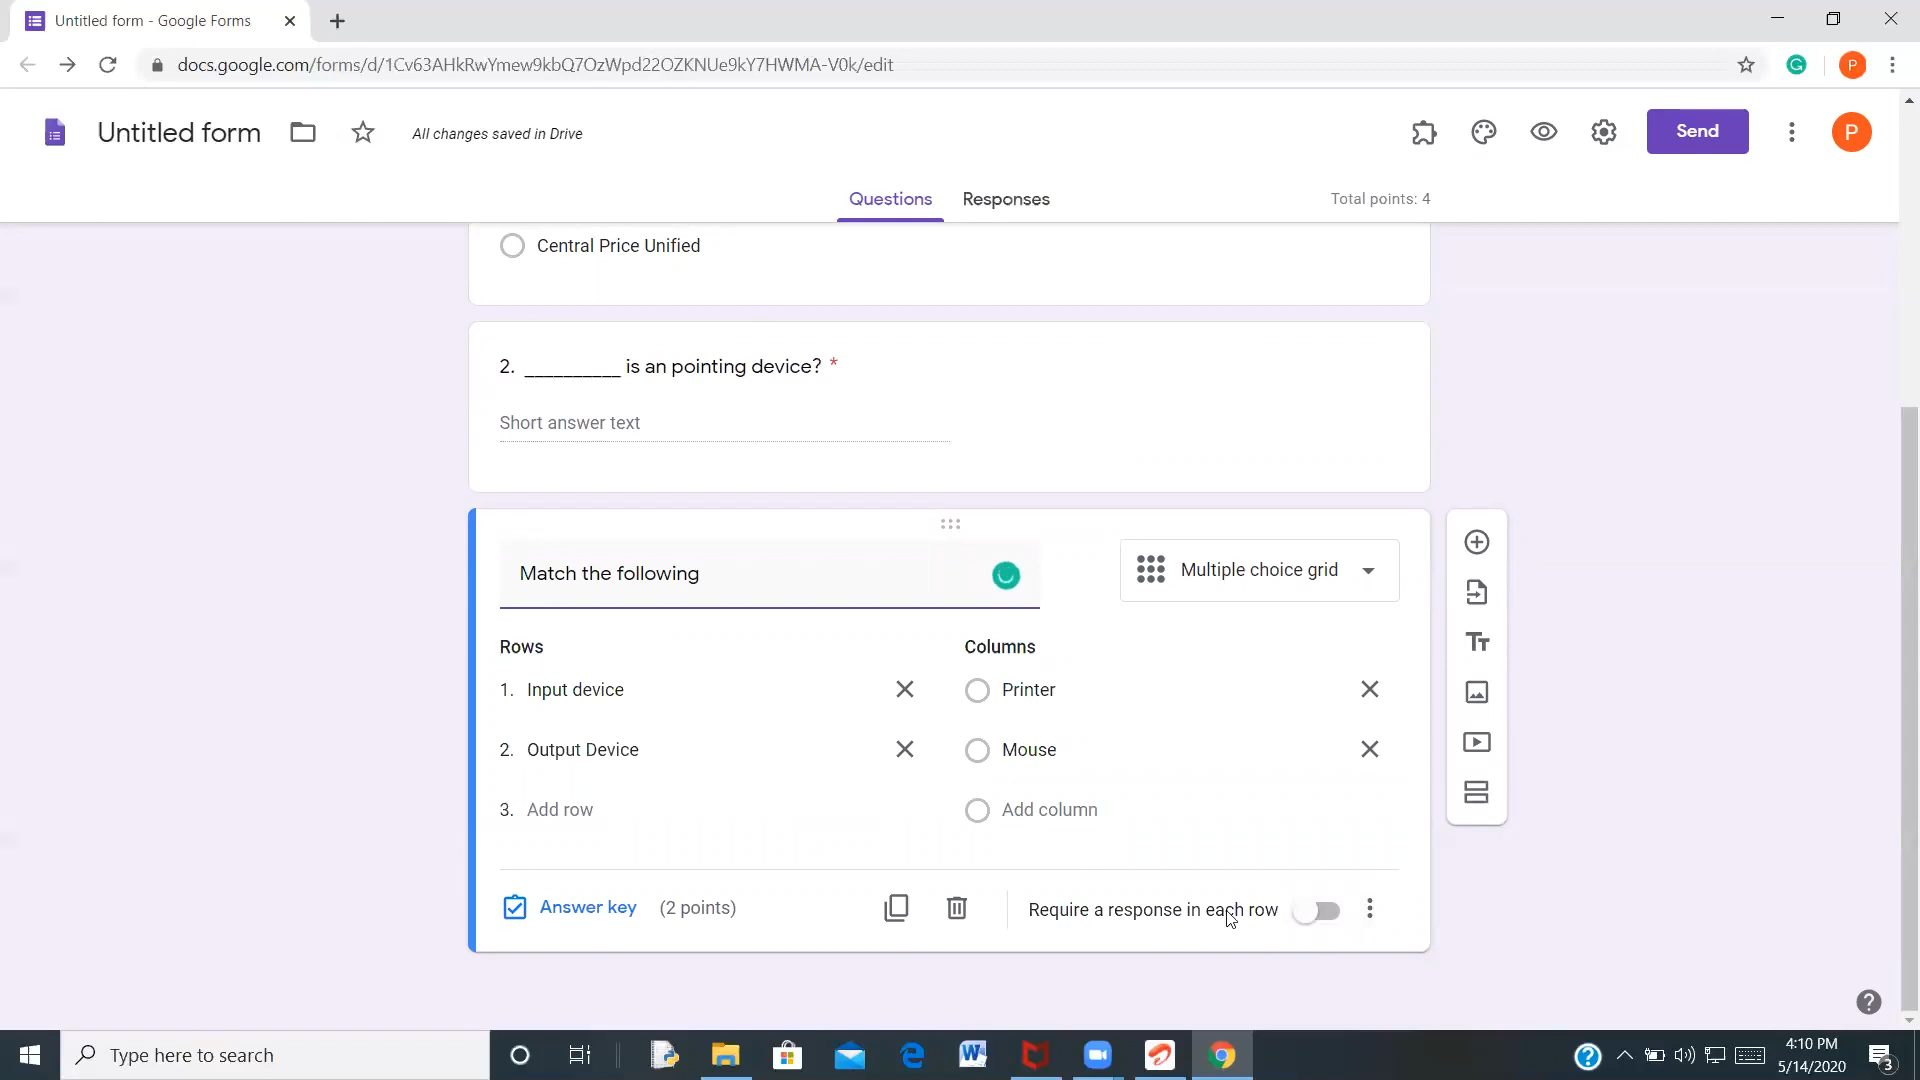 Untitled form - Google Forms
docs.google.com/forms/d/1Cv63AHkRwYmew9kbQ7OzWpd22OZKNUe9kY7HWMA-V0k/edit
G
P
Untitled form
All changes saved in Drive
Send
P
Questions
Responses
Total points: 4
Central Price Unified
2. __________ is an pointing device? *
Short answer text
Match the following
Multiple choice grid
Rows
Columns
1. Input device
Printer
2. Output Device
Mouse
3. Add row
Add column
Answer key (2 points)
Require a response in each row
Type here to search
4:10 PM
5/14/2020
3